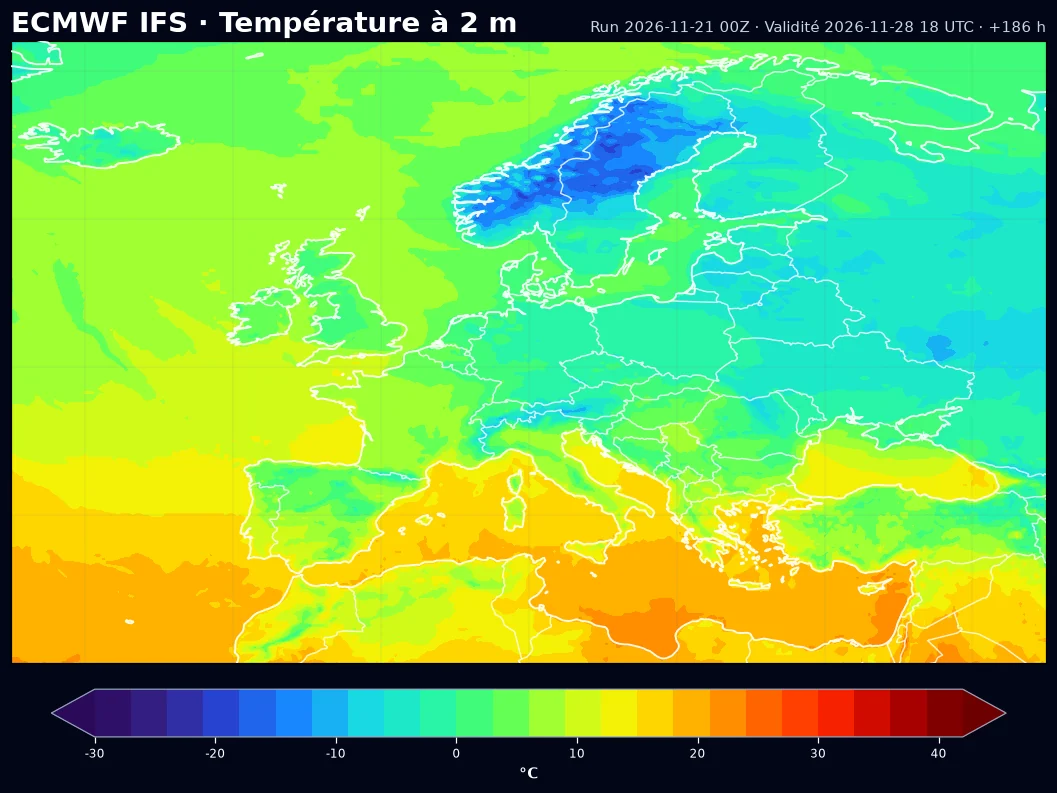 ECMWF IFS · Température à 2 m
Run 2026-11-21 00Z · Validité 2026-11-28 18 UTC · +186 h
-30 -20 -10 0 10 20 30 40
°C